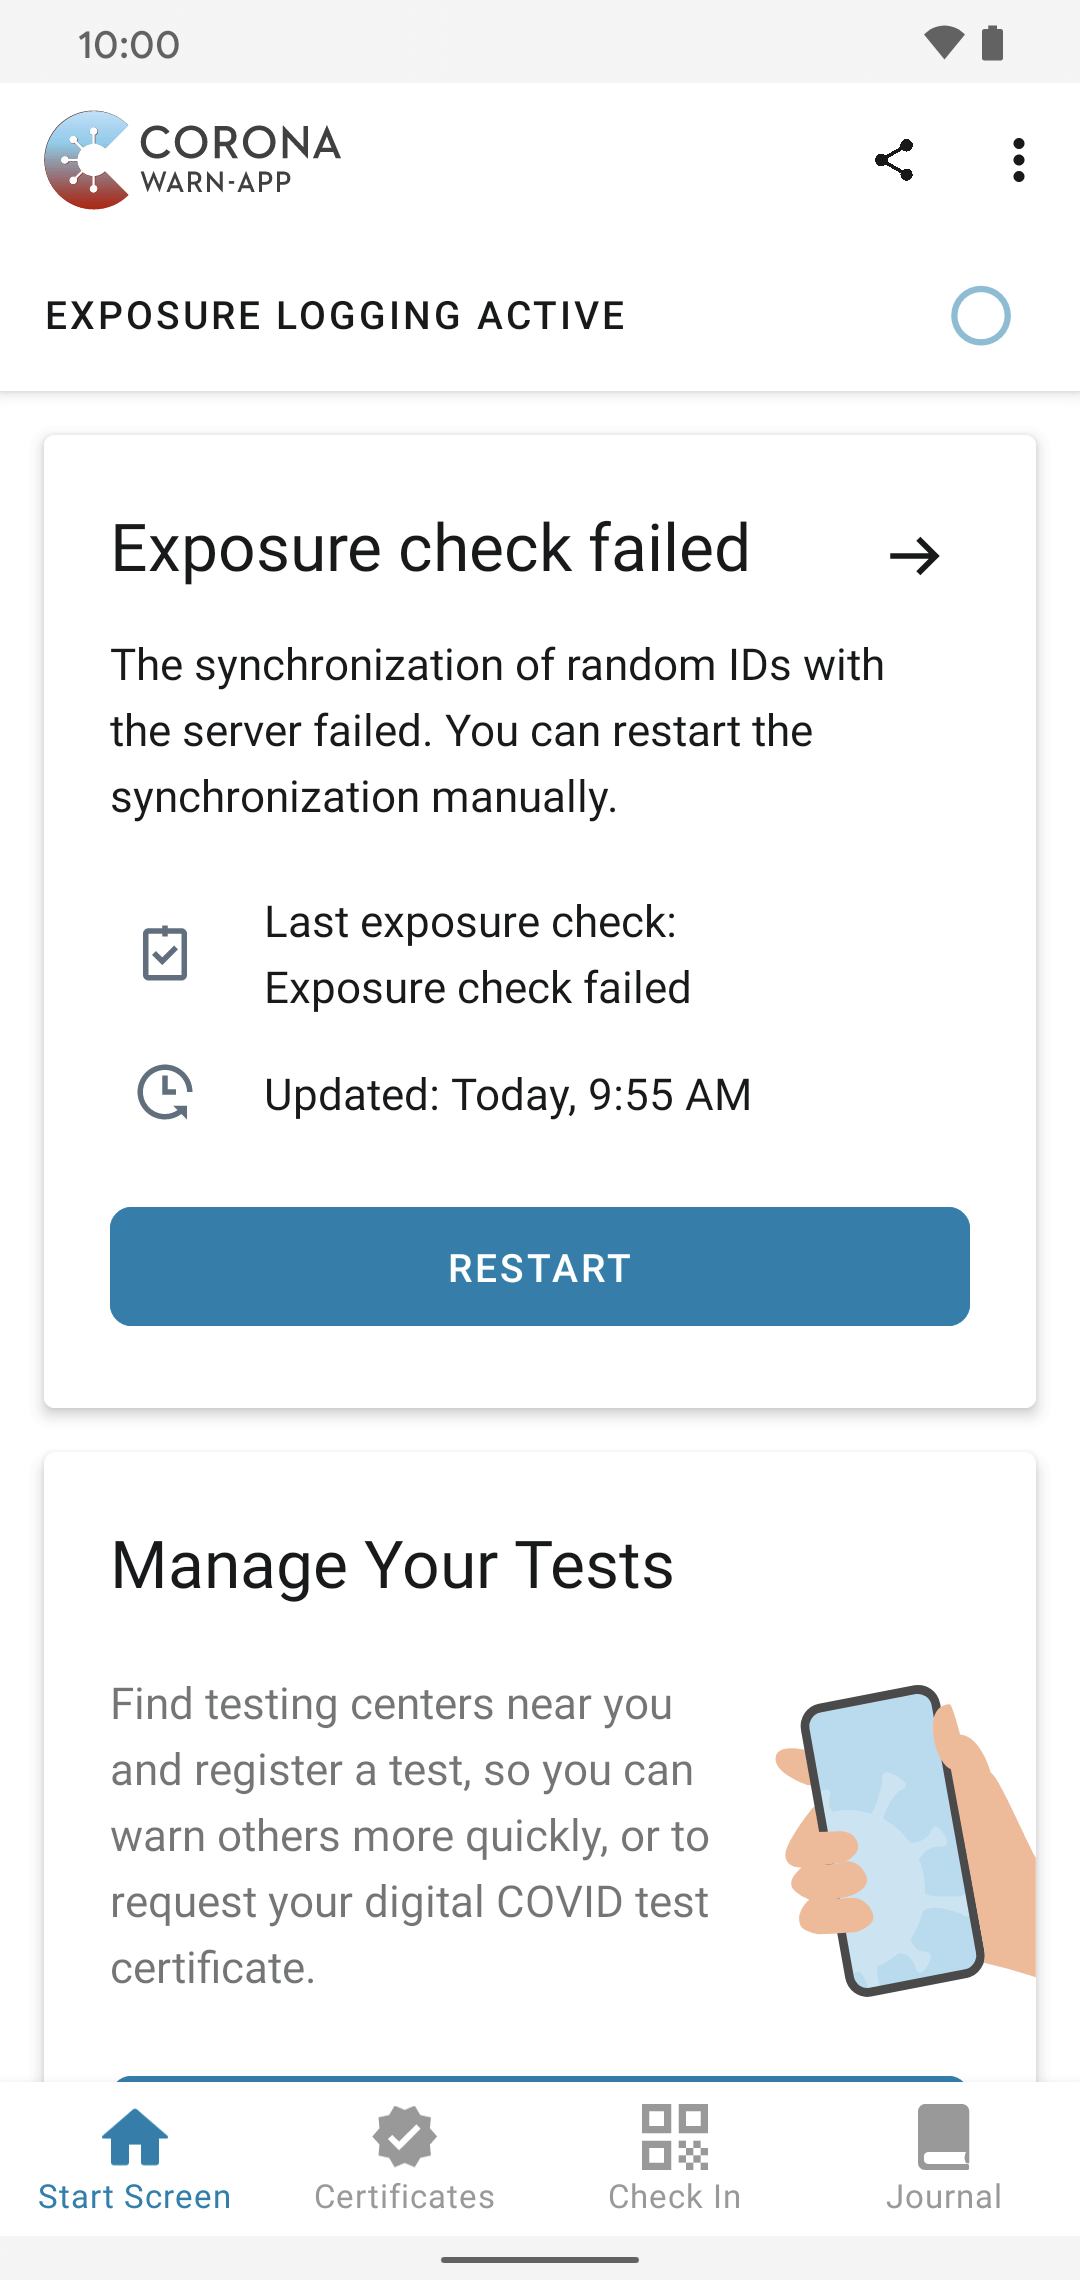 10:00
CORONA
WARN-APP
EXPOSURE LOGGING ACTIVE
Exposure check failed
The synchronization of random IDs with
the server failed. You can restart the
synchronization manually.
Last exposure check:
Exposure check failed
Updated: Today, 9:55 AM
RESTART
Manage Your Tests
Find testing centers near you
and register a test, so you can
warn others more quickly, or to
request your digital COVID test
certificate.
Start Screen
Certificates
Check In
Journal